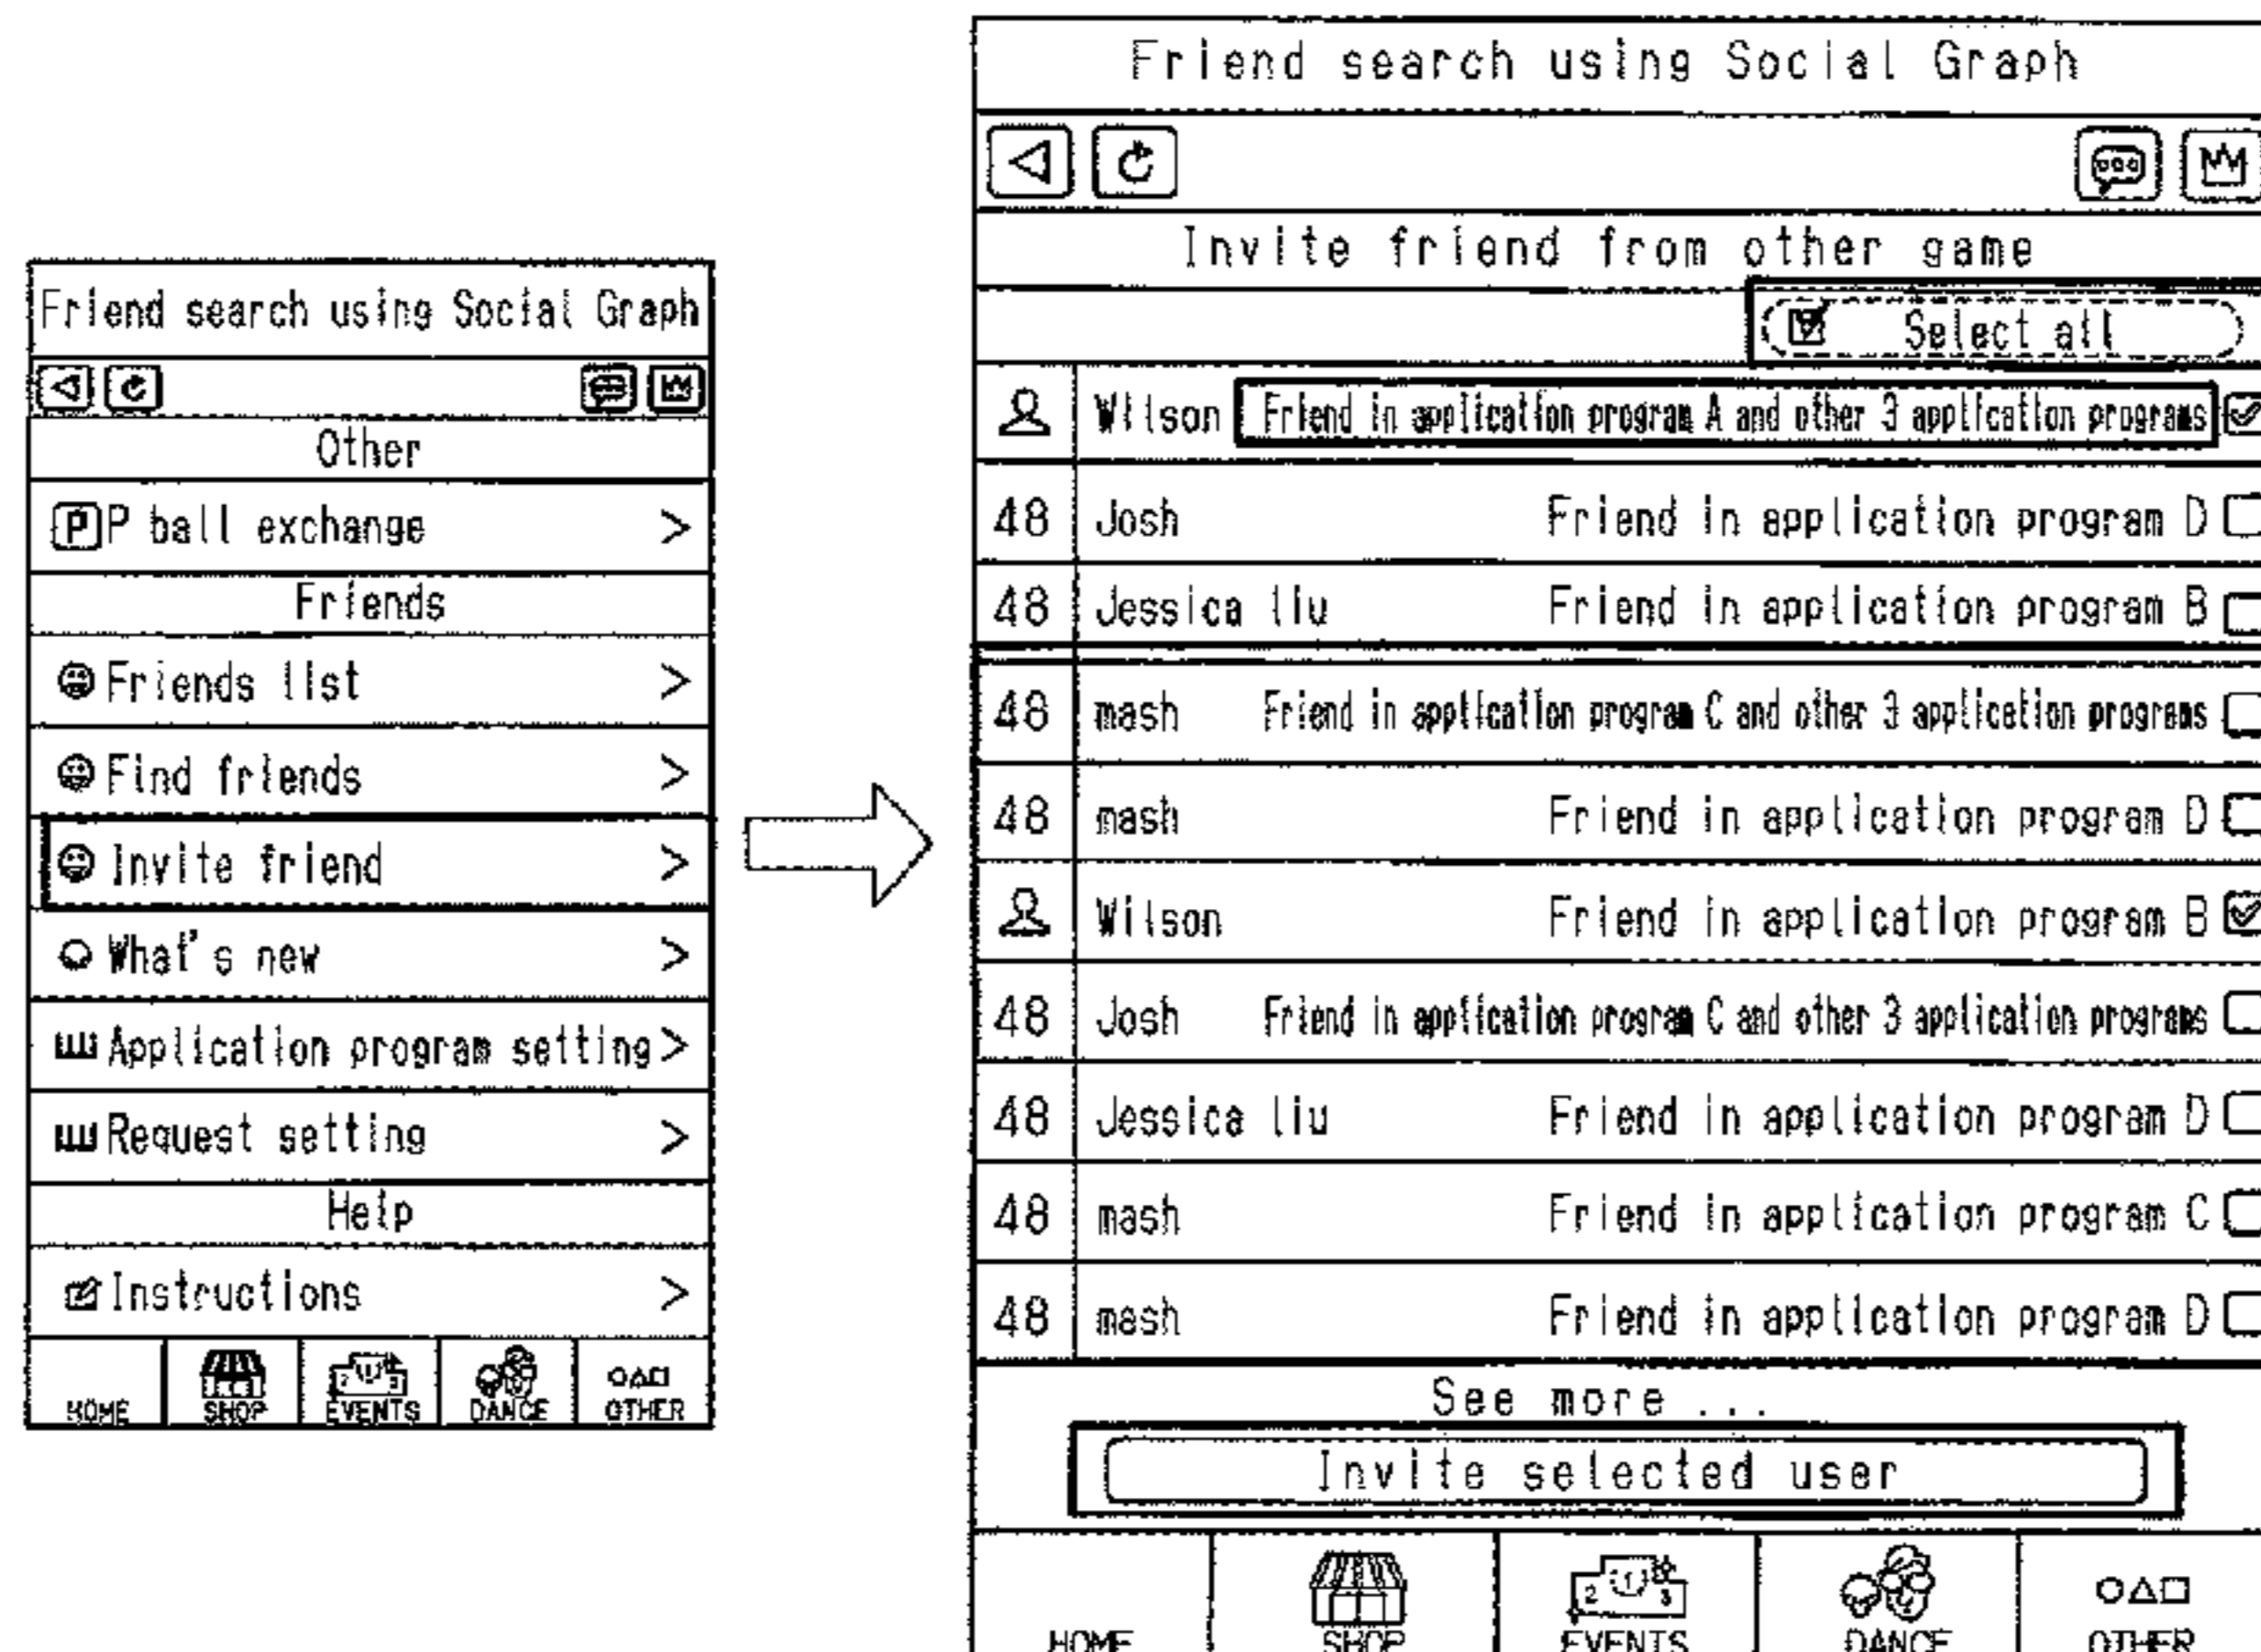 Friend search using Social Graph
Other
P P ball exchange >
Friends
Friends list >
Find friends >
Invite friend >
What's new >
Application program setting >
Request setting >
Help
Instructions >
HOME SHOP EVENTS DANCE OTHER
Friend search using Social Graph
Invite friend from other game
Select all
Wilson Friend in application program A and other 3 application programs
48 Josh Friend in application program D
48 Jessica liu Friend in application program B
48 mash Friend in application program C and other 3 application programs
48 mash Friend in application program D
Wilson Friend in application program B
48 Josh Friend in application program C and other 3 application programs
48 Jessica liu Friend in application program D
48 mash Friend in application program C
48 mash Friend in application program D
See more ...
Invite selected user
2 1 3
HOME SHOP EVENTS DANCE OTHER